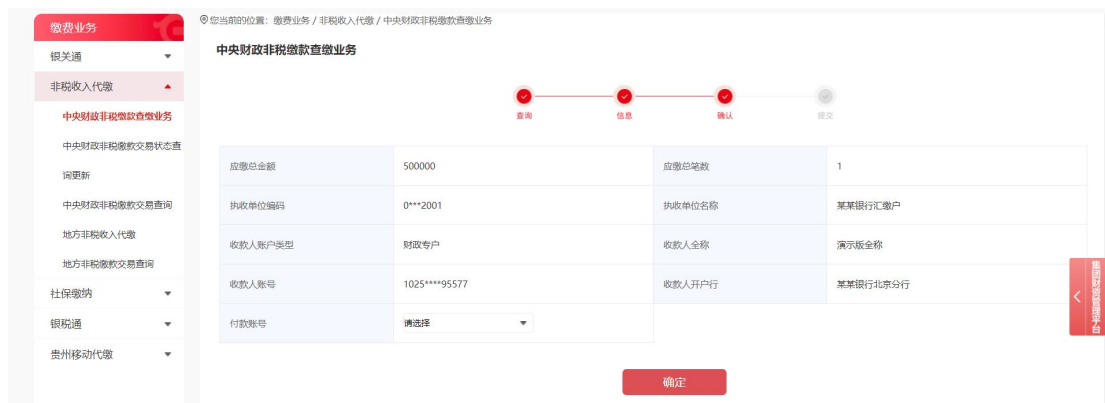 缴费业务
银关通
非税收入代缴
中央财政非税缴款查缴业务
中央财政非税缴款交易状态查
询更新
中央财政非税缴款交易查询
地方非税收入代缴
地方非税缴款交易查询
社保缴纳
银税通
贵州移动代缴
您当前的位置：缴费业务 / 非税收入代缴 / 中央财政非税缴款查缴业务
中央财政非税缴款查缴业务
查询 信息 确认 提交
应缴总金额 500000 应缴总笔数 1
执收单位编码 0***2001 执收单位名称 某某银行汇缴户
收款人账户类型 财政专户 收款人全称 演示版全称
收款人账号 1025****95577 收款人开户行 某某银行北京分行
付款账号 请选择
确定
集团财资管理平台